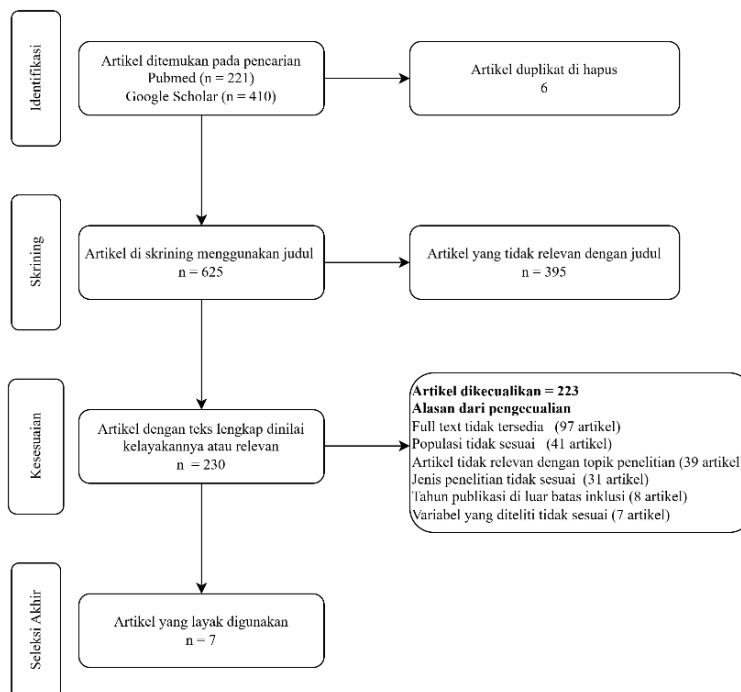 Identifikasi
Artikel ditemukan pada pencarian
Pubmed (n = 221)
Google Scholar (n = 410)
Artikel duplikat di hapus
6
Skrining
Artikel di skrining menggunakan judul
n = 625
Artikel yang tidak relevan dengan judul
n = 395
Kesesuaian
Artikel dengan teks lengkap dinilai
kelayakannya atau relevan
n = 230
Artikel dikecualikan = 223
Alasan dari pengecualian
Full text tidak tersedia (97 artikel)
Populasi tidak sesuai (41 artikel)
Artikel tidak relevan dengan topik penelitian (39 artikel)
Jenis penelitian tidak sesuai (31 artikel)
Tahun publikasi di luar batas inklusi (8 artikel)
Variabel yang diteliti tidak sesuai (7 artikel)
Seleksi Akhir
Artikel yang layak digunakan
n = 7